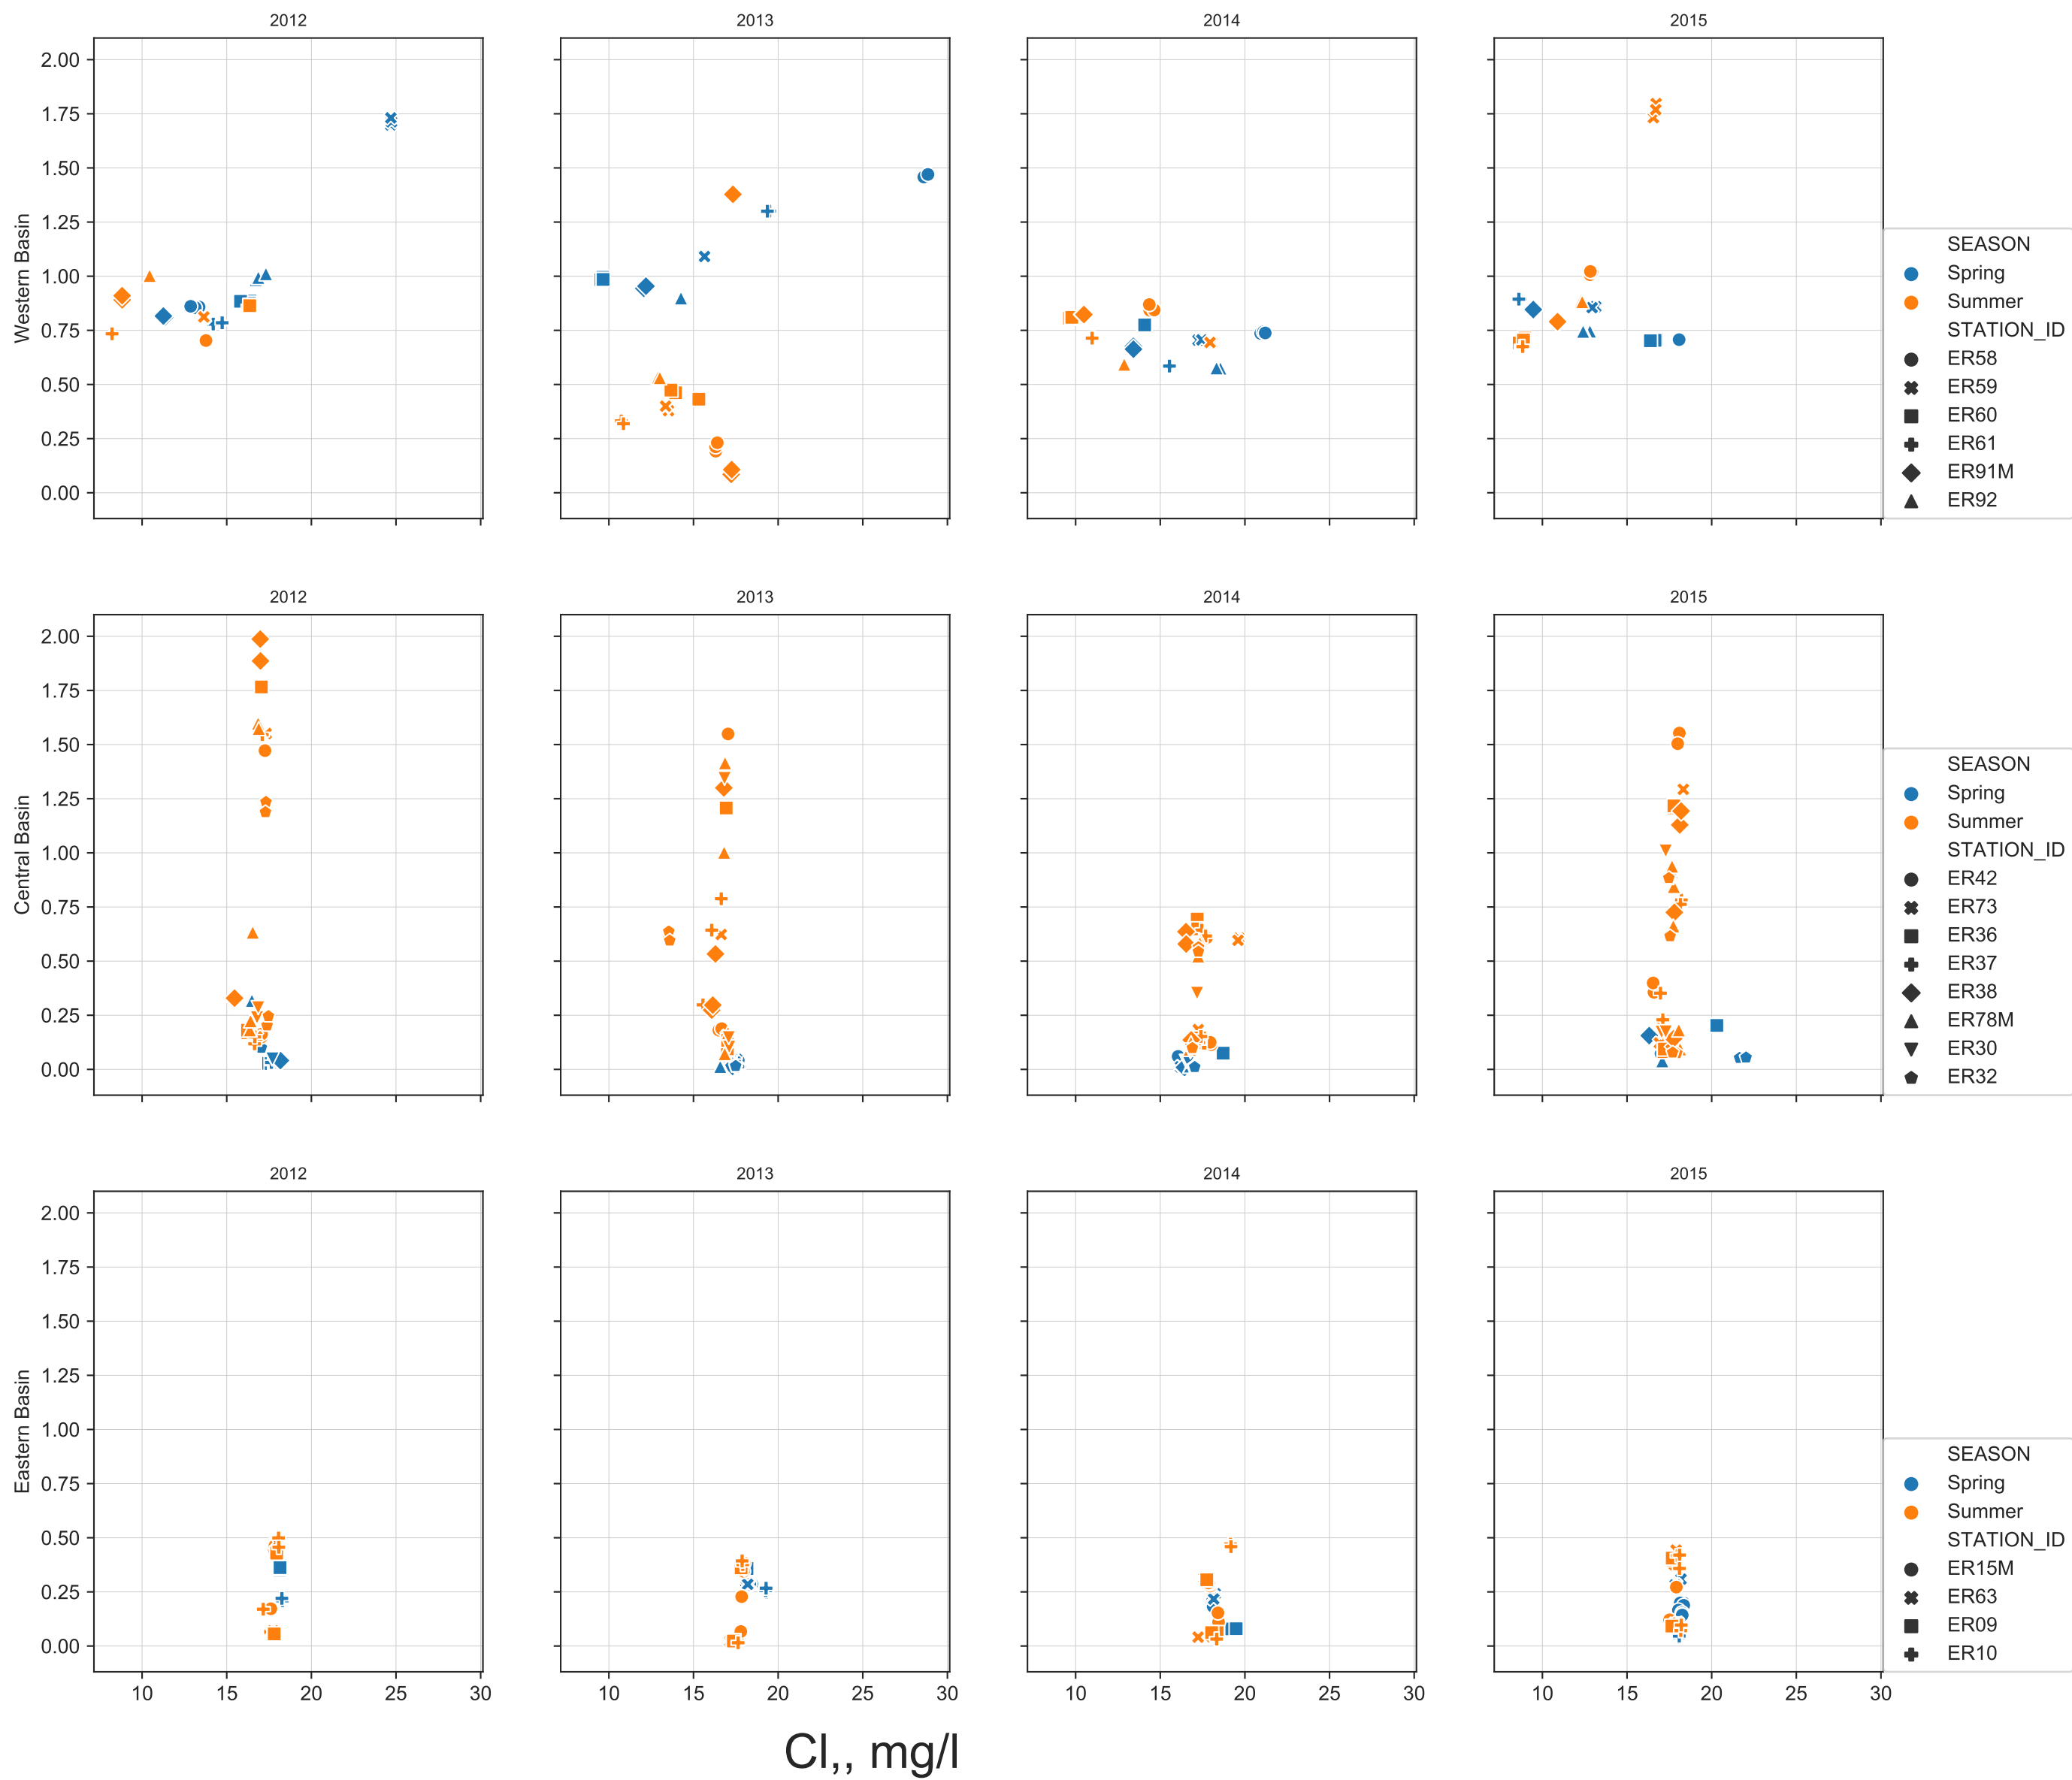 2012 2013 2014 2015
2.00
1.75
1.50
1.25
1.00
0.75
0.50
0.25
0.00
Western Basin
SEASON
Spring
Summer
STATION_ID
ER58
ER59
ER60
ER61
ER91M
ER92
2012 2013 2014 2015
2.00
1.75
1.50
1.25
1.00
0.75
0.50
0.25
0.00
Central Basin
SEASON
Spring
Summer
STATION_ID
ER42
ER73
ER36
ER37
ER38
ER78M
ER30
ER32
2012 2013 2014 2015
2.00
1.75
1.50
1.25
1.00
0.75
0.50
0.25
0.00
Eastern Basin
SEASON
Spring
Summer
STATION_ID
ER15M
ER63
ER09
ER10
10 15 20 25 30 10 15 20 25 30 10 15 20 25 30 10 15 20 25 30
Cl,, mg/l